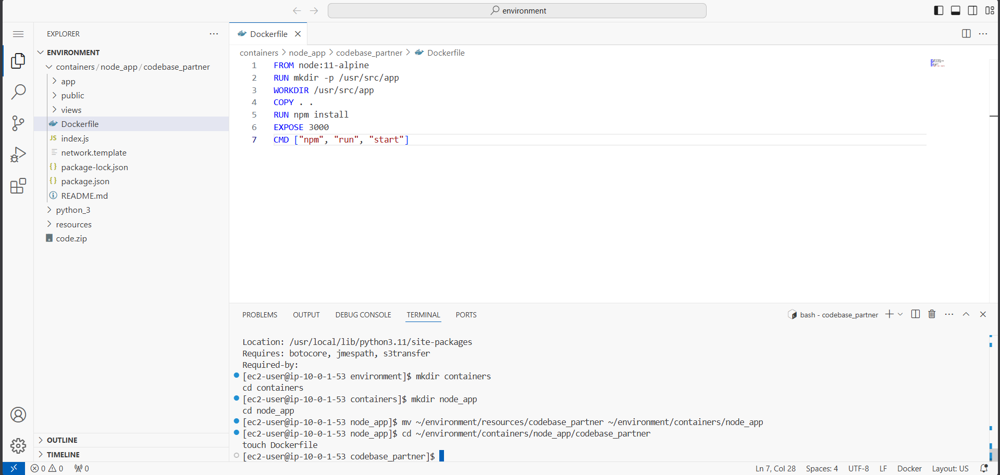 environment
EXPLORER
ENVIRONMENT
containers / node_app / codebase_partner
app
public
views
Dockerfile
JS index.js
network.template
{} package-lock.json
{} package.json
README.md
python_3
resources
code.zip
OUTLINE
TIMELINE
Dockerfile
containers > node_app > codebase_partner > Dockerfile
1 FROM node:11-alpine
2 RUN mkdir -p /usr/src/app
3 WORKDIR /usr/src/app
4 COPY . .
5 RUN npm install
6 EXPOSE 3000
7 CMD ["npm", "run", "start"]
PROBLEMS OUTPUT DEBUG CONSOLE TERMINAL PORTS
bash - codebase_partner
Location: /usr/local/lib/python3.11/site-packages
Requires: botocore, jmespath, s3transfer
Required-by:
[ec2-user@ip-10-0-1-53 environment]$ mkdir containers
cd containers
[ec2-user@ip-10-0-1-53 containers]$ mkdir node_app
cd node_app
[ec2-user@ip-10-0-1-53 node_app]$ mv ~/environment/resources/codebase_partner ~/environment/containers/node_app
[ec2-user@ip-10-0-1-53 node_app]$ cd ~/environment/containers/node_app/codebase_partner
touch Dockerfile
[ec2-user@ip-10-0-1-53 codebase_partner]$
0 0 0
Ln 7, Col 28 Spaces: 4 UTF-8 LF Docker Layout: US